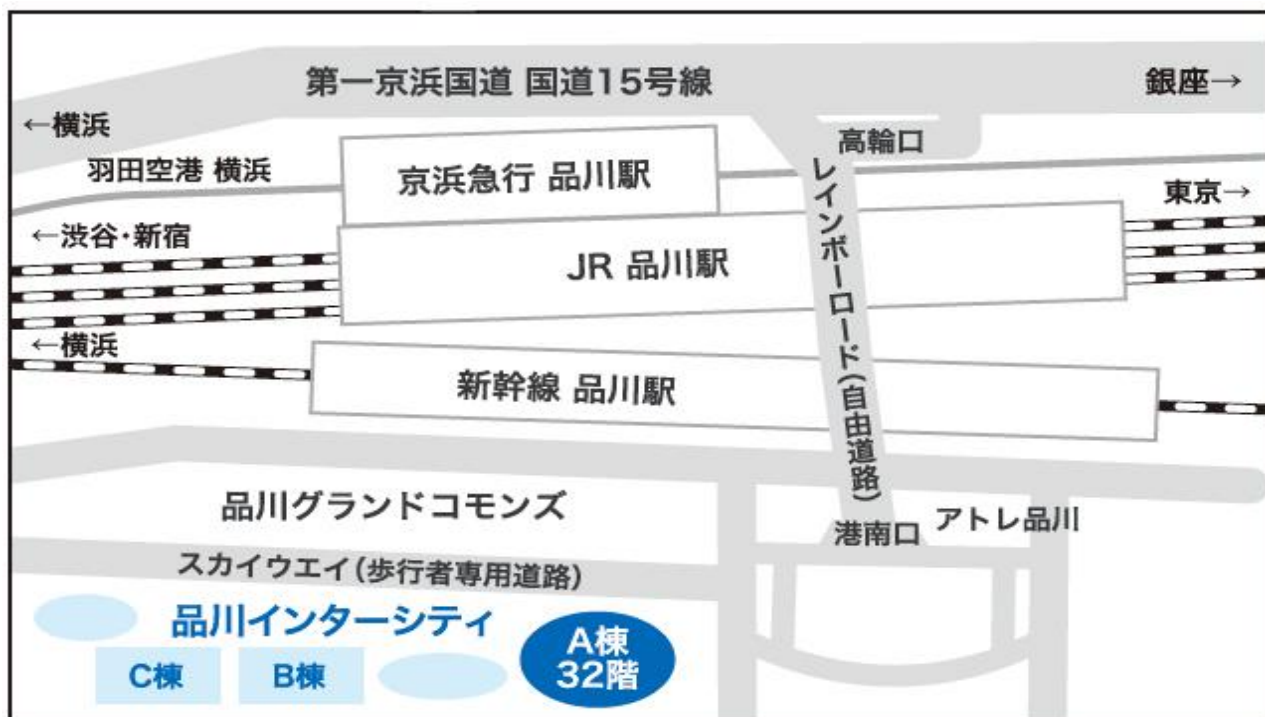 第一京浜国道 国道15号線
銀座→
←横浜
高輪口
羽田空港 横浜
京浜急行 品川駅
東京→
←渋谷・新宿
JR 品川駅
レインボーロード(自由道路)
←横浜
新幹線 品川駅
品川グランドコモンズ
港南口
アトレ品川
スカイウエイ(歩行者専用道路)
品川インターシティ
A棟
32階
C棟
B棟